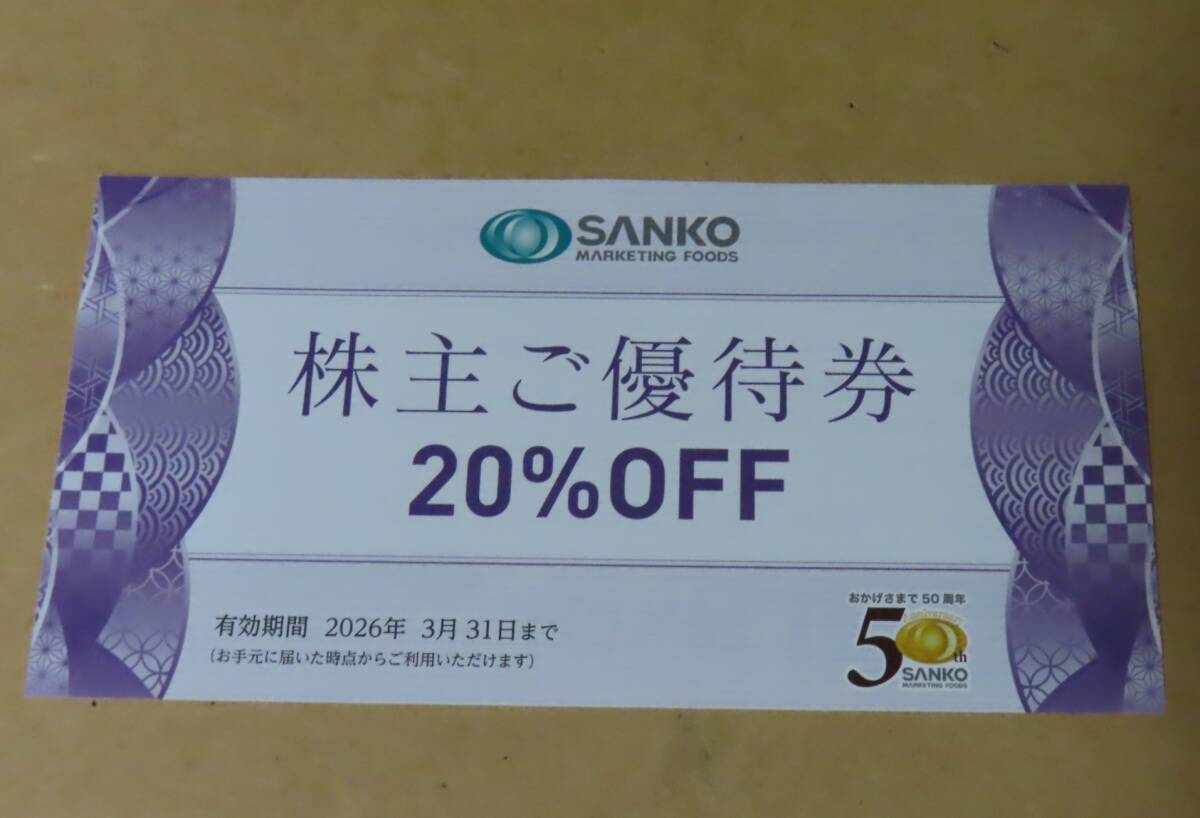 SANKO
MARKETING FOODS
株主ご優待券
20%OFF
有効期間 2026年 3月31日まで
(お手元に届いた時点からご利用いただけます)
おかげさまで50周年
Anniversary
50th
SANKO
MARKETING FOODS